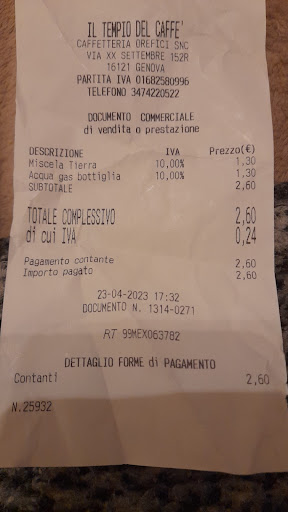 IL TEMPIO DEL CAFFE'
CAFFETTERIA OREFICI SNC
VIA XX SETTEMBRE 152R
16121 GENOVA
PARTITA IVA 01682580996
TELEFONO 3474220522
DOCUMENTO COMMERCIALE
di vendita o prestazione
DESCRIZIONE IVA Prezzo(€)
Miscela Tierra 10,00% 1,30
Acqua gas bottiglia 10,00% 1,30
SUBTOTALE 2,60
TOTALE COMPLESSIVO 2,60
di cui IVA 0,24
Pagamento contante 2,60
Importo pagato 2,60
23-04-2023 17:32
DOCUMENTO N. 1314-0271
RT 99MEX063782
DETTAGLIO FORME di PAGAMENTO
Contanti 2,60
N.25932